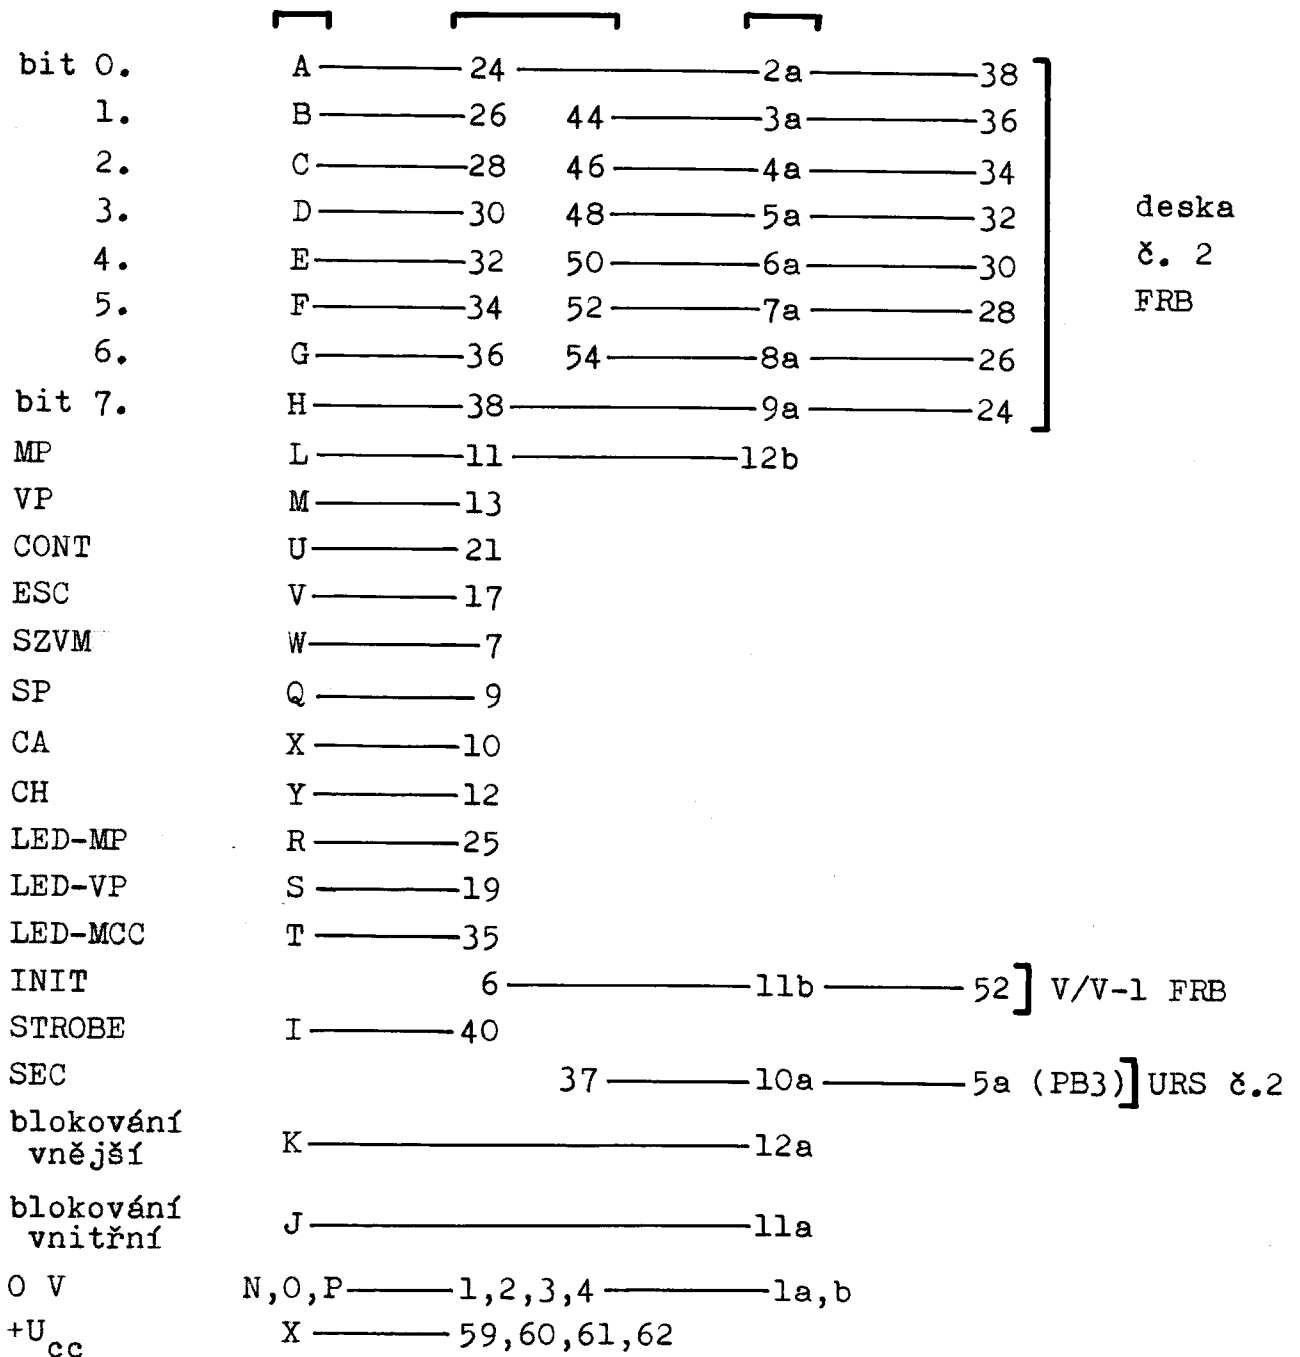 bit 0. A 24 2a 38
1. B 26 44 3a 36
2. C 28 46 4a 34
3. D 30 48 5a 32 deska
4. E 32 50 6a 30 č. 2
5. F 34 52 7a 28 FRB
6. G 36 54 8a 26
bit 7. H 38 9a 24
MP L 11 12b
VP M 13
CONT U 21
ESC V 17
SZVM W 7
SP Q 9
CA X 10
CH Y 12
LED-MP R 25
LED-VP S 19
LED-MCC T 35
INIT 6 11b 52 V/V-1 FRB
STROBE I 40
SEC 37 10a 5a (PB3) URS č.2
blokování
vnější K 12a
blokování
vnitřní J 11a
0 V N,O,P 1,2,3,4 1a,b
+Ucc X 59,60,61,62